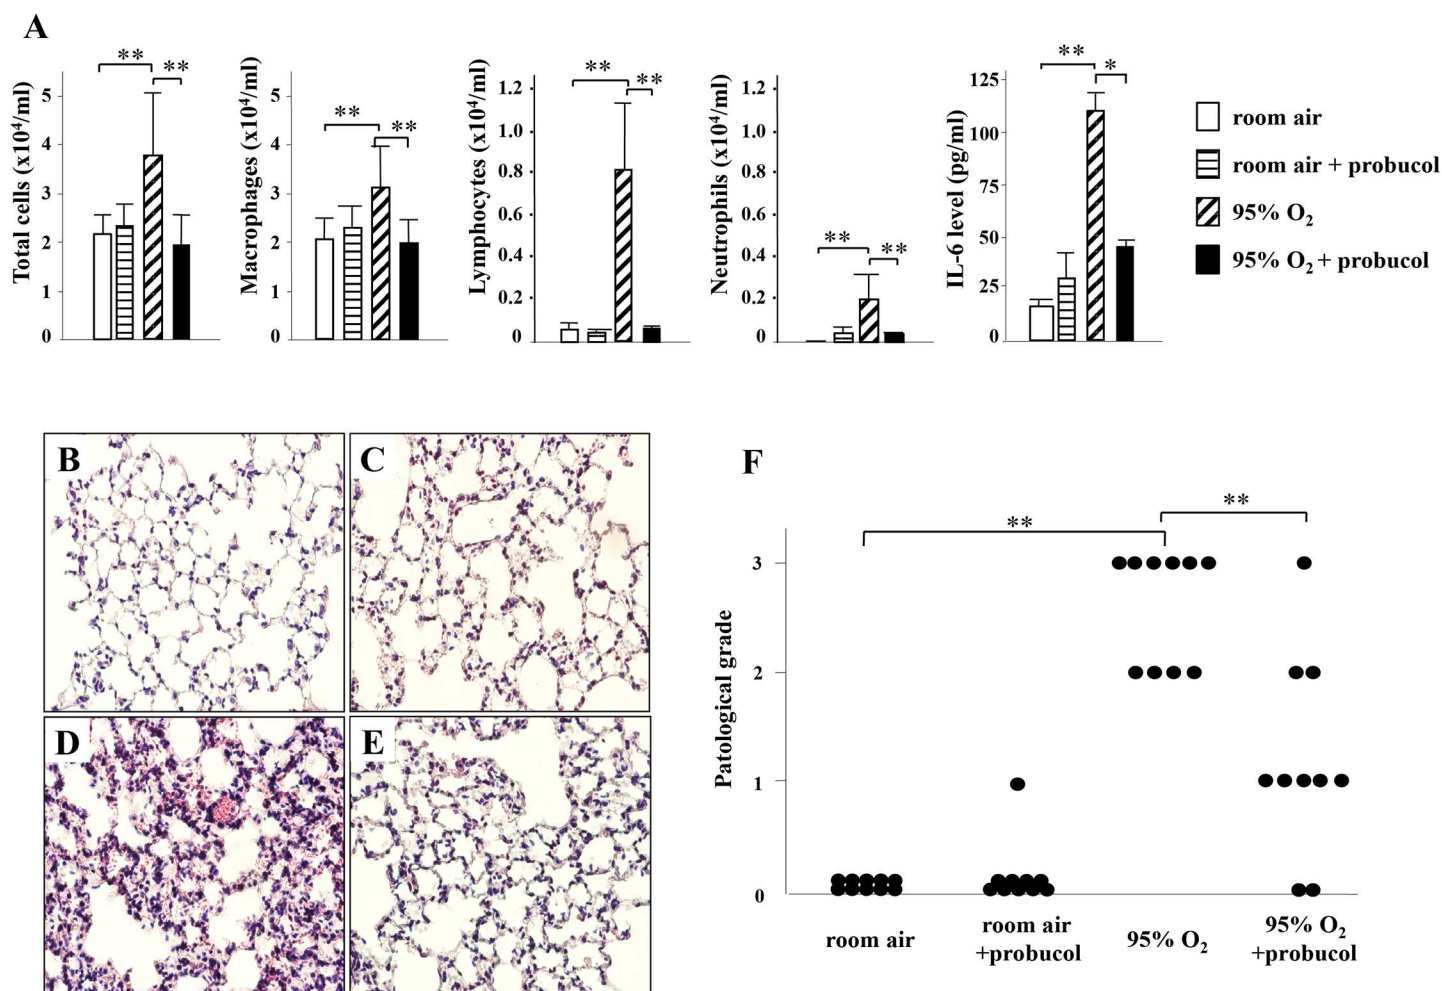 A
Total cells (x10⁴/ml)
5
4
3
2
1
0
**
**
Macrophages (x10⁴/ml)
5
4
3
2
1
0
**
**
Lymphocytes (x10⁴/ml)
1.2
1.0
0.8
0.6
0.4
0.2
0
**
**
Neutrophils (x10⁴/ml)
1.2
1.0
0.8
0.6
0.4
0.2
0
**
**
IL-6 level (pg/ml)
125
100
75
50
25
0
**
*
room air
room air + probucol
95% O₂
95% O₂ + probucol
B
C
D
E
F
Patological grade
3
2
1
0
**
**
room air
room air
+probucol
95% O₂
95% O₂
+probucol